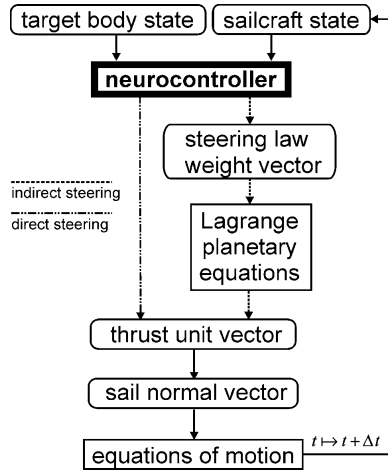 target body state
sailcraft state
neurocontroller
steering law
weight vector
indirect steering
direct steering
Lagrange
planetary
equations
thrust unit vector
sail normal vector
equations of motion
t ↦ t + Δt